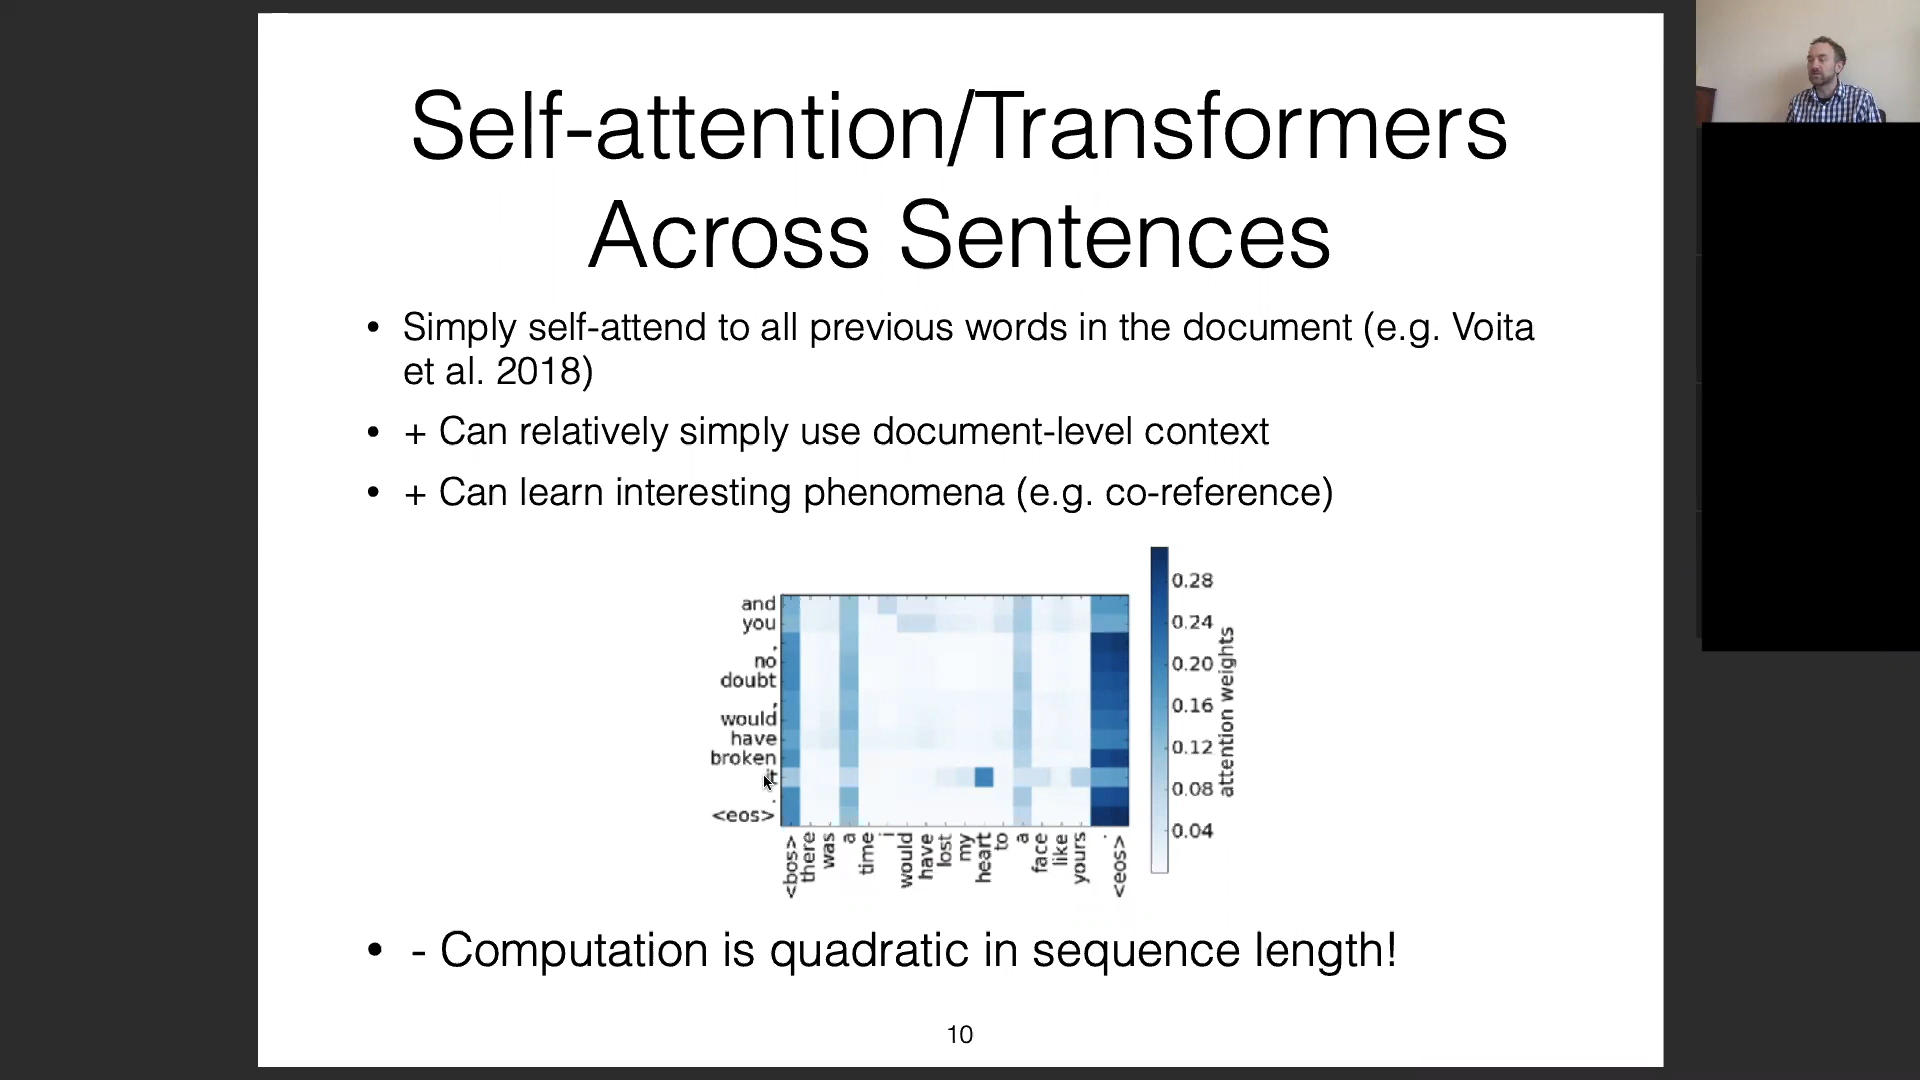 Self-attention/Transformers
Across Sentences
• Simply self-attend to all previous words in the document (e.g. Voita
et al. 2018)
• + Can relatively simply use document-level context
• + Can learn interesting phenomena (e.g. co-reference)
and
you
,
no
doubt
,
would
have
broken
it
.
<eos>
<bos>
there
was
a
time
i
would
have
lost
my
heart
to
a
face
like
yours
.
<eos>
0.28
0.24
0.20
0.16
0.12
0.08
0.04
attention weights
• - Computation is quadratic in sequence length!
10